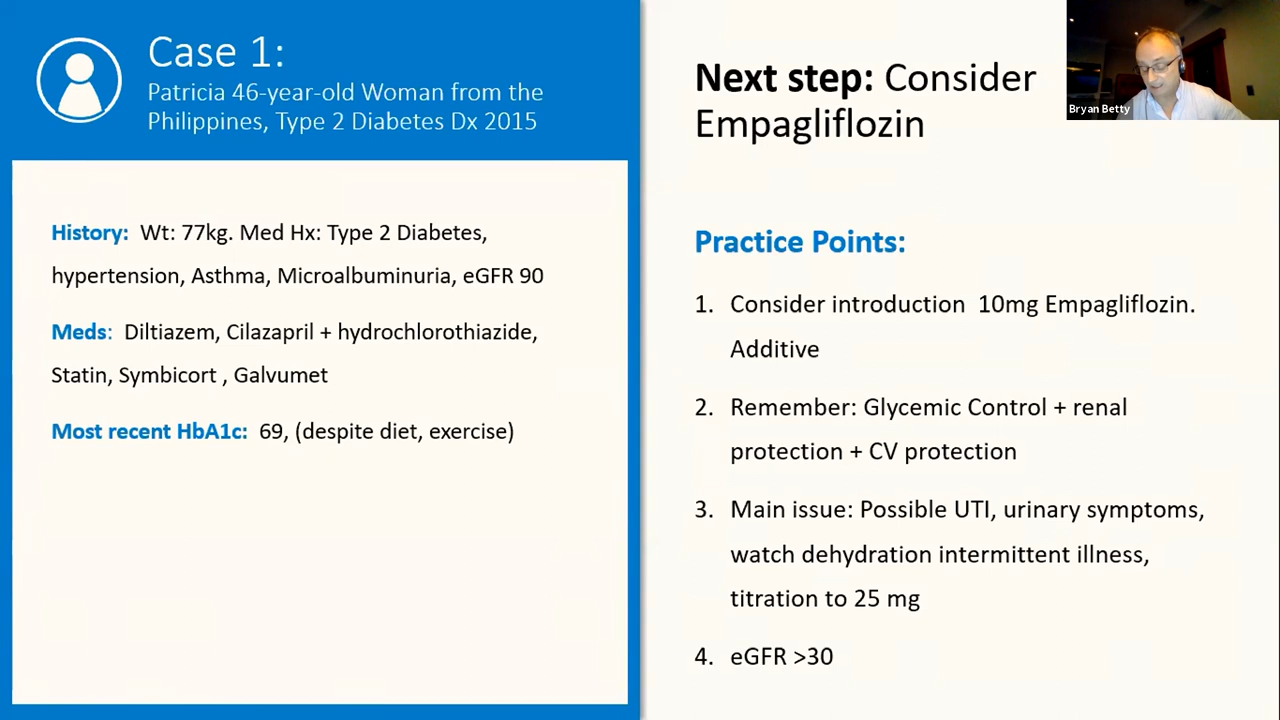 Case 1:
Patricia 46-year-old Woman from the
Philippines, Type 2 Diabetes Dx 2015
History: Wt: 77kg. Med Hx: Type 2 Diabetes,
hypertension, Asthma, Microalbuminuria, eGFR 90
Meds: Diltiazem, Cilazapril + hydrochlorothiazide,
Statin, Symbicort , Galvumet
Most recent HbA1c: 69, (despite diet, exercise)
Next step: Consider
Empagliflozin
Practice Points:
1. Consider introduction 10mg Empagliflozin.
Additive
2. Remember: Glycemic Control + renal
protection + CV protection
3. Main issue: Possible UTI, urinary symptoms,
watch dehydration intermittent illness,
titration to 25 mg
4. eGFR >30
Bryan Betty